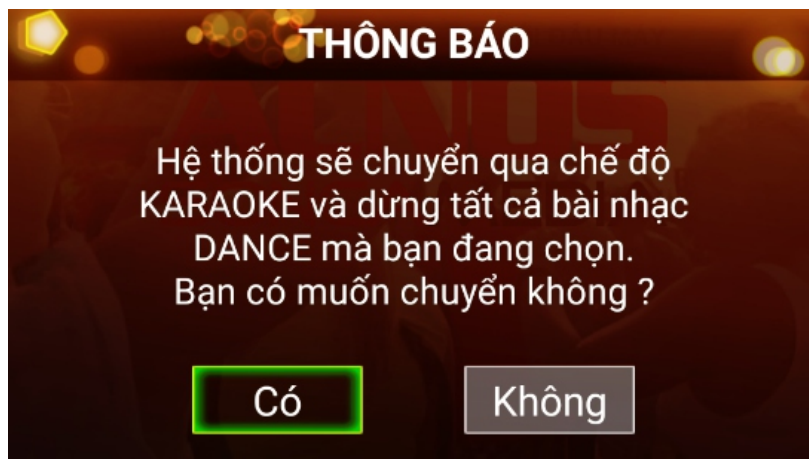 THÔNG BÁO
Hệ thống sẽ chuyển qua chế độ
KARAOKE và dừng tất cả bài nhạc
DANCE mà bạn đang chọn.
Bạn có muốn chuyển không ?
Có
Không